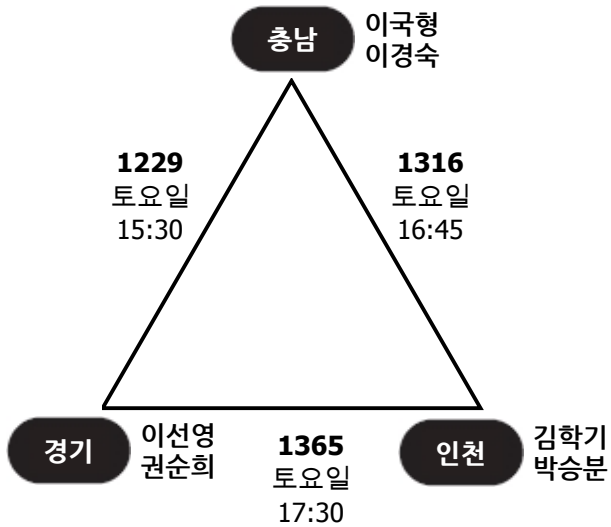 충남
이국형
이경숙
1229
토요일
15:30
1316
토요일
16:45
경기
이선영
권순희
1365
토요일
17:30
인천
김학기
박승분